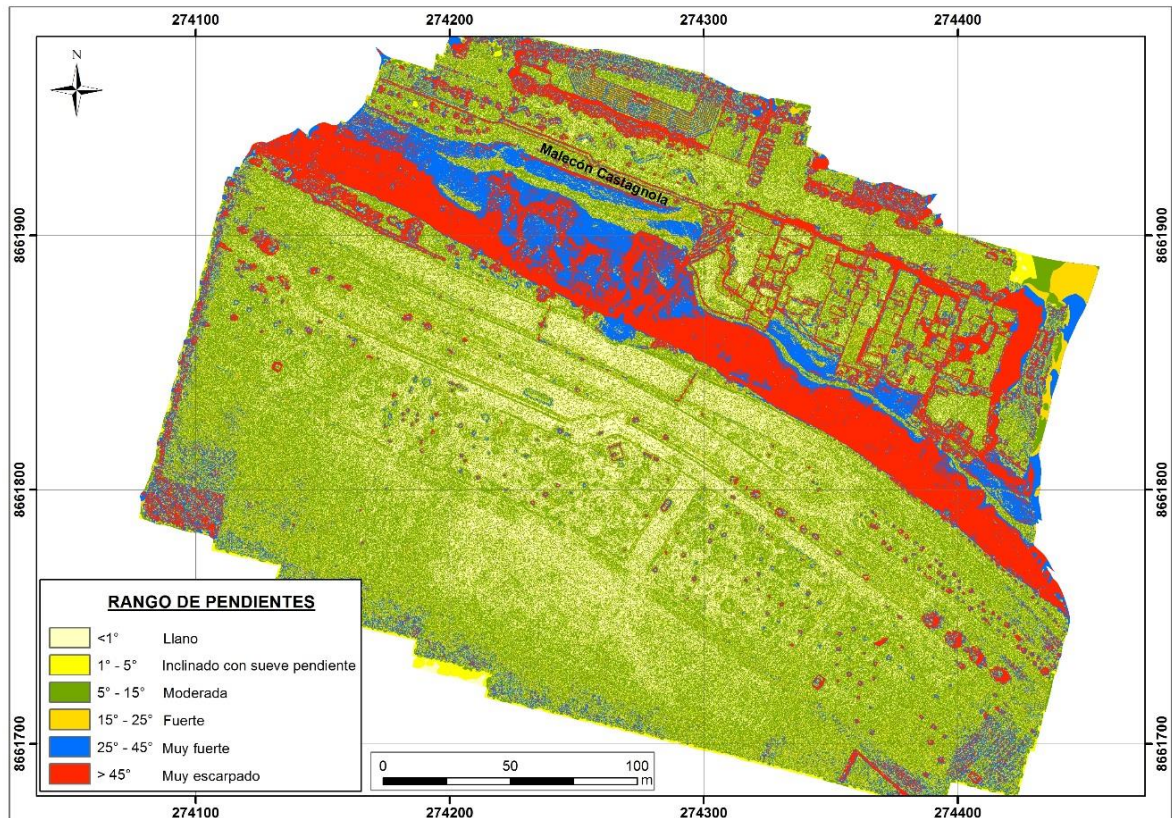 274100 274200 274300 274400
N
Malecón Castagnola
8661900 8661900
8661800 8661800
RANGO DE PENDIENTES
<1° Llano
1° - 5° Inclinado con sueve pendiente
5° - 15° Moderada
15° - 25° Fuerte
25° - 45° Muy fuerte
> 45° Muy escarpado
8661700 8661700
0 50 100
m
274100 274200 274300 274400